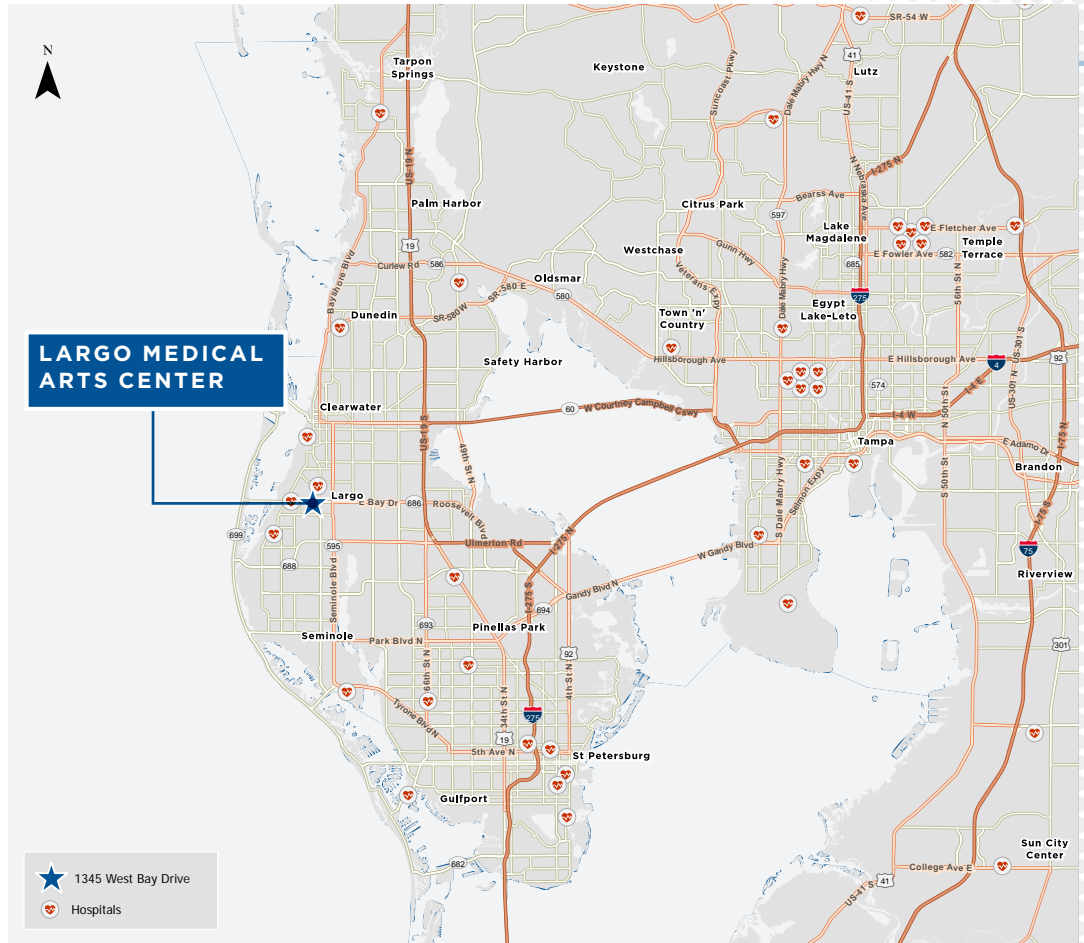 N
SR-54 W
41
Lutz
Tarpon
Springs
Keystone
Suncoast Pkwy
Dale Mabry Hwy N
US-41 S
US-19 N
N Nebraska Ave
I-275 N
Palm Harbor
Citrus Park
Bearss Ave
597
Lake
Magdalene
E Fletcher Ave
Temple
Terrace
19
Westchase
Gunn Hwy
E Fowler Ave
582
Curlew Rd
586
685
Bayshore Blvd
Oldsmar
Veterans Expy
Dale Mabry Hwy
56th St N
SR-580 E
580
275
Egypt
Lake-Leto
Dunedin
SR-580 W
Town 'n'
Country
US-301 S
LARGO MEDICAL
ARTS CENTER
Safety Harbor
Hillsborough Ave
E Hillsborough Ave
4
92
574
I-4 E
US-301 N
Clearwater
60
W Courtney Campbell Cswy
I-4 W
N 50th St
I-75 N
US-19 S
49th St N
Tampa
E Adamo Dr
Brandon
Largo
E Bay Dr
686
Roosevelt Blvd
S Dale Mabry Hwy
Selmon Expy
S 50th St
I-75 S
699
595
Ulmerton Rd
I-275 N
W Gandy Blvd
75
688
Riverview
Seminole Blvd
I-275 S
Gandy Blvd N
694
693
Pinellas Park
Seminole
Park Blvd N
301
92
66th St N
34th St N
4th St N
Tyrone Blvd N
275
19
5th Ave N
St Petersburg
Gulfport
682
Sun City
Center
College Ave E
41
US-41 S
1345 West Bay Drive
Hospitals